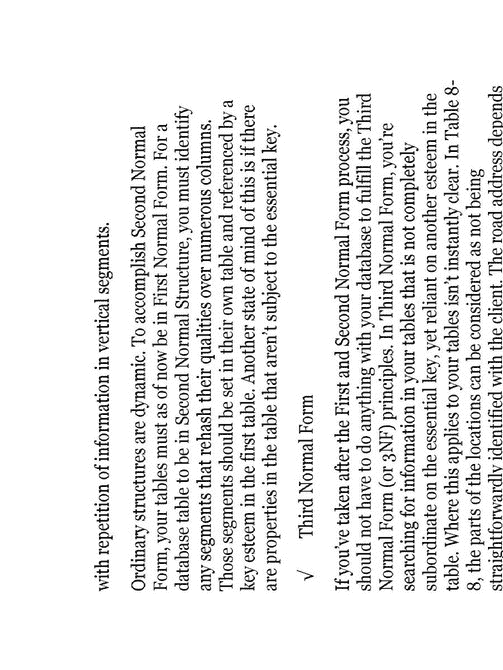 with repetition of information in vertical segments.
Ordinary structures are dynamic. To accomplish Second Normal
Form, your tables must as of now be in First Normal Form. For a
database table to be in Second Normal Structure, you must identify
any segments that rehash their qualities over numerous columns.
Those segments should be set in their own table and referenced by a
key esteem in the first table. Another state of mind of this is if there
are properties in the table that aren't subject to the essential key.
√ Third Normal Form
If you've taken after the First and Second Normal Form process, you
should not have to do anything with your database to fulfill the Third
Normal Form (or 3NF) principles. In Third Normal Form, you're
searching for information in your tables that is not completely
subordinate on the essential key, yet reliant on another esteem in the
table. Where this applies to your tables isn't instantly clear. In Table 8-
8, the parts of the locations can be considered as not being
straightforwardly identified with the client. The road address depends